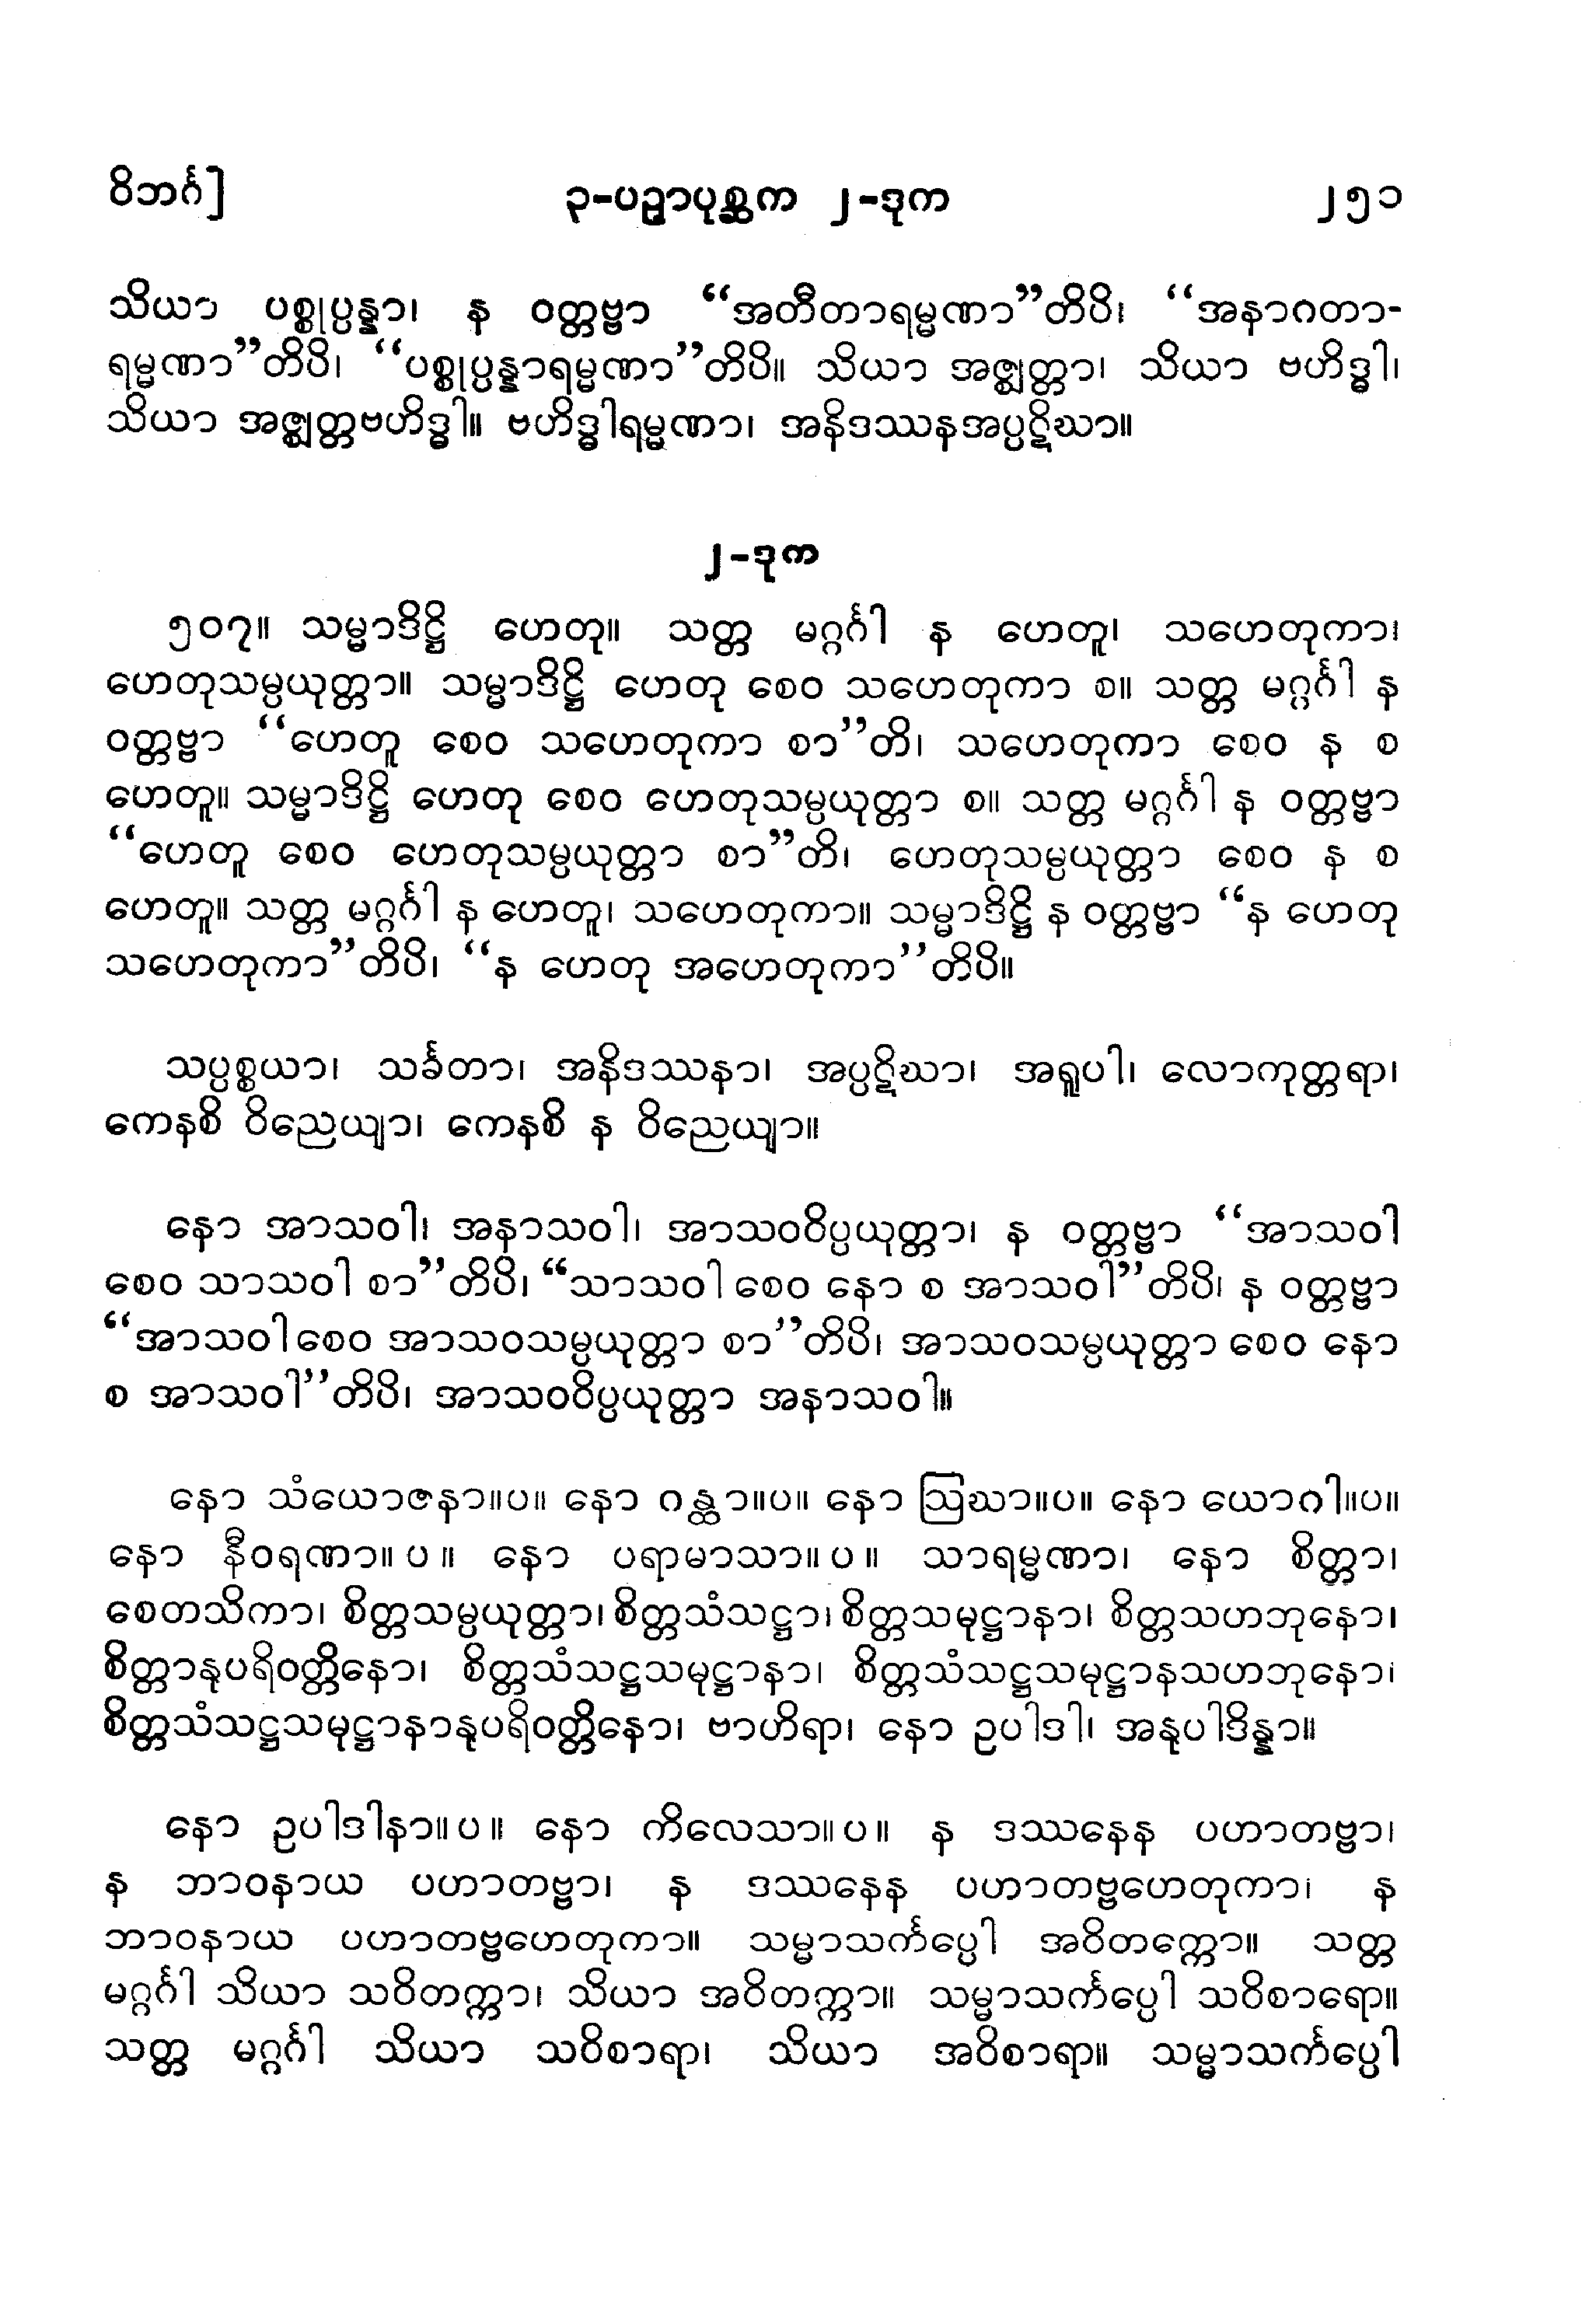 ဝိဘင်္ဂ] ၃-ပဉှာပုစ္ဆက ၂-ဒုက ၂၅၁
သိယာ ပစ္စုပ္ပန္နာ၊ န ဝတ္တဗ္ဗာ “အတီတာရမ္မဏာ”တိပိ၊ “အနာဂတာ-
ရမ္မဏာ”တိပိ၊ “ပစ္စုပ္ပန္နာရမ္မဏာ”တိပိ။ သိယာ အဇ္ဈတ္တာ၊ သိယာ ဗဟိဒ္ဓါ၊
သိယာ အဇ္ဈတ္တဗဟိဒ္ဓါ။ ဗဟိဒ္ဓါရမ္မဏာ၊ အနိဒဿနအပ္ပဋိဃာ။
၂-ဒုက
၅၀၇။ သမ္မာဒိဋ္ဌိ ဟေတု။ သတ္တ မဂ္ဂင်္ဂါ န ဟေတူ၊ သဟေတုကာ၊
ဟေတုသမ္ပယုတ္တာ။ သမ္မာဒိဋ္ဌိ ဟေတု စေဝ သဟေတုကာ စ။ သတ္တ မဂ္ဂင်္ဂါ န
ဝတ္တဗ္ဗာ “ဟေတူ စေဝ သဟေတုကာ စာ”တိ၊ သဟေတုကာ စေဝ န စ
ဟေတူ။ သမ္မာဒိဋ္ဌိ ဟေတု စေဝ ဟေတုသမ္ပယုတ္တာ စ။ သတ္တ မဂ္ဂင်္ဂါ န ဝတ္တဗ္ဗာ
“ဟေတူ စေဝ ဟေတုသမ္ပယုတ္တာ စာ”တိ၊ ဟေတုသမ္ပယုတ္တာ စေဝ န စ
ဟေတူ။ သတ္တ မဂ္ဂင်္ဂါ န ဟေတူ၊ သဟေတုကာ။ သမ္မာဒိဋ္ဌိ န ဝတ္တဗ္ဗာ “န ဟေတု
သဟေတုကာ”တိပိ၊ “န ဟေတု အဟေတုကာ”တိပိ။
သပ္ပစ္စယာ၊ သင်္ခတာ၊ အနိဒဿနာ၊ အပ္ပဋိဃာ၊ အရူပါ၊ လောကုတ္တရာ၊
ကေနစိ ဝိညေယျာ၊ ကေနစိ န ဝိညေယျာ။
နော အာသဝါ၊ အနာသဝါ၊ အာသဝဝိပ္ပယုတ္တာ၊ န ဝတ္တဗ္ဗာ “အာသဝါ
စေဝ သာသဝါ စာ”တိပိ၊ “သာသဝါ စေဝ နော စ အာသဝါ”တိပိ၊ န ဝတ္တဗ္ဗာ
“အာသဝါ စေဝ အာသဝသမ္ပယုတ္တာ စာ”တိပိ၊ အာသဝသမ္ပယုတ္တာ စေဝ နော
စ အာသဝါ”တိပိ၊ အာသဝဝိပ္ပယုတ္တာ အနာသဝါ။
နော သံယောဇနာ။ပ။ နော ဂန္ထာ။ပ။ နော ဩဃာ။ပ။ နော ယောဂါ။ပ။
နော နီဝရဏာ။ ပ ။ နော ပရာမာသာ။ ပ ။ သာရမ္မဏာ၊ နော စိတ္တာ၊
စေတသိကာ၊ စိတ္တသမ္ပယုတ္တာ၊ စိတ္တသံသဋ္ဌာ၊ စိတ္တသမုဋ္ဌာနာ၊ စိတ္တသဟဘုနော၊
စိတ္တာနုပရိဝတ္တိနော၊ စိတ္တသံသဋ္ဌသမုဋ္ဌာနာ၊ စိတ္တသံသဋ္ဌသမုဋ္ဌာနသဟဘုနော၊
စိတ္တသံသဋ္ဌသမုဋ္ဌာနာနုပရိဝတ္တိနော၊ ဗာဟိရာ၊ နော ဥပါဒါ၊ အနုပါဒိန္နာ။
နော ဥပါဒါနာ။ ပ ။ နော ကိလေသာ။ ပ ။ န ဒဿနေန ပဟာတဗ္ဗာ၊
န ဘာဝနာယ ပဟာတဗ္ဗာ၊ န ဒဿနေန ပဟာတဗ္ဗဟေတုကာ၊ န
ဘာဝနာယ ပဟာတဗ္ဗဟေတုကာ။ သမ္မာသင်္ကပ္ပေါ အဝိတက္ကော။ သတ္တ
မဂ္ဂင်္ဂါ သိယာ သဝိတက္ကာ၊ သိယာ အဝိတက္ကာ။ သမ္မာသင်္ကပ္ပေါ သဝိစာရော။
သတ္တ မဂ္ဂင်္ဂါ သိယာ သဝိစာရာ၊ သိယာ အဝိစာရာ။ သမ္မာသင်္ကပ္ပေါ